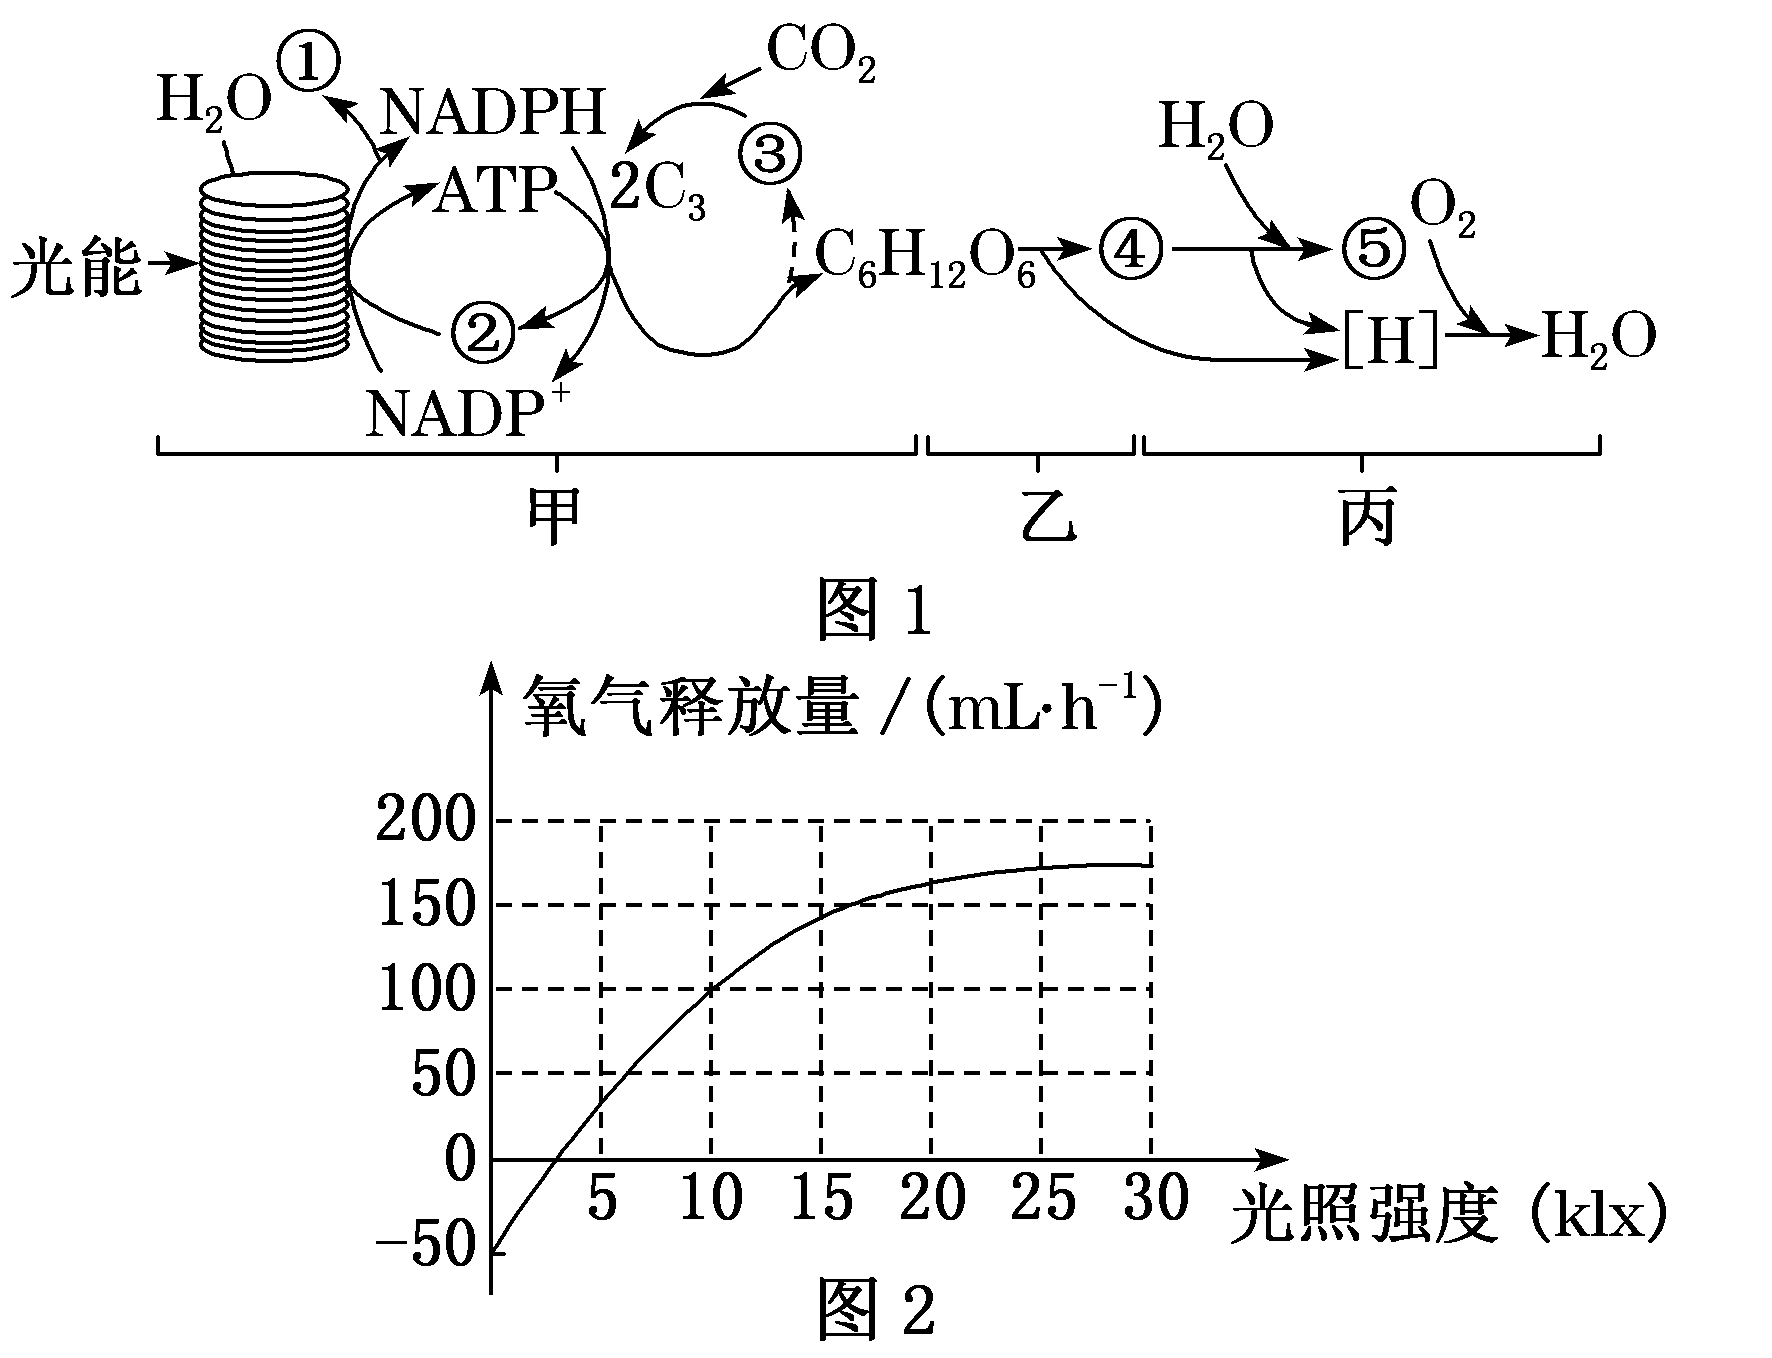 H₂O ① NADPH CO₂
ATP 2C₃ ③ H₂O
光能 ② C₆H₁₂O₆ ④ ⑤ O₂
NADP⁺ [H] H₂O
甲 乙 丙
图 1
氧气释放量 /(mL·h⁻¹)
200
150
100
50
0
-50
5 10 15 20 25 30
光照强度 (klx)
图 2